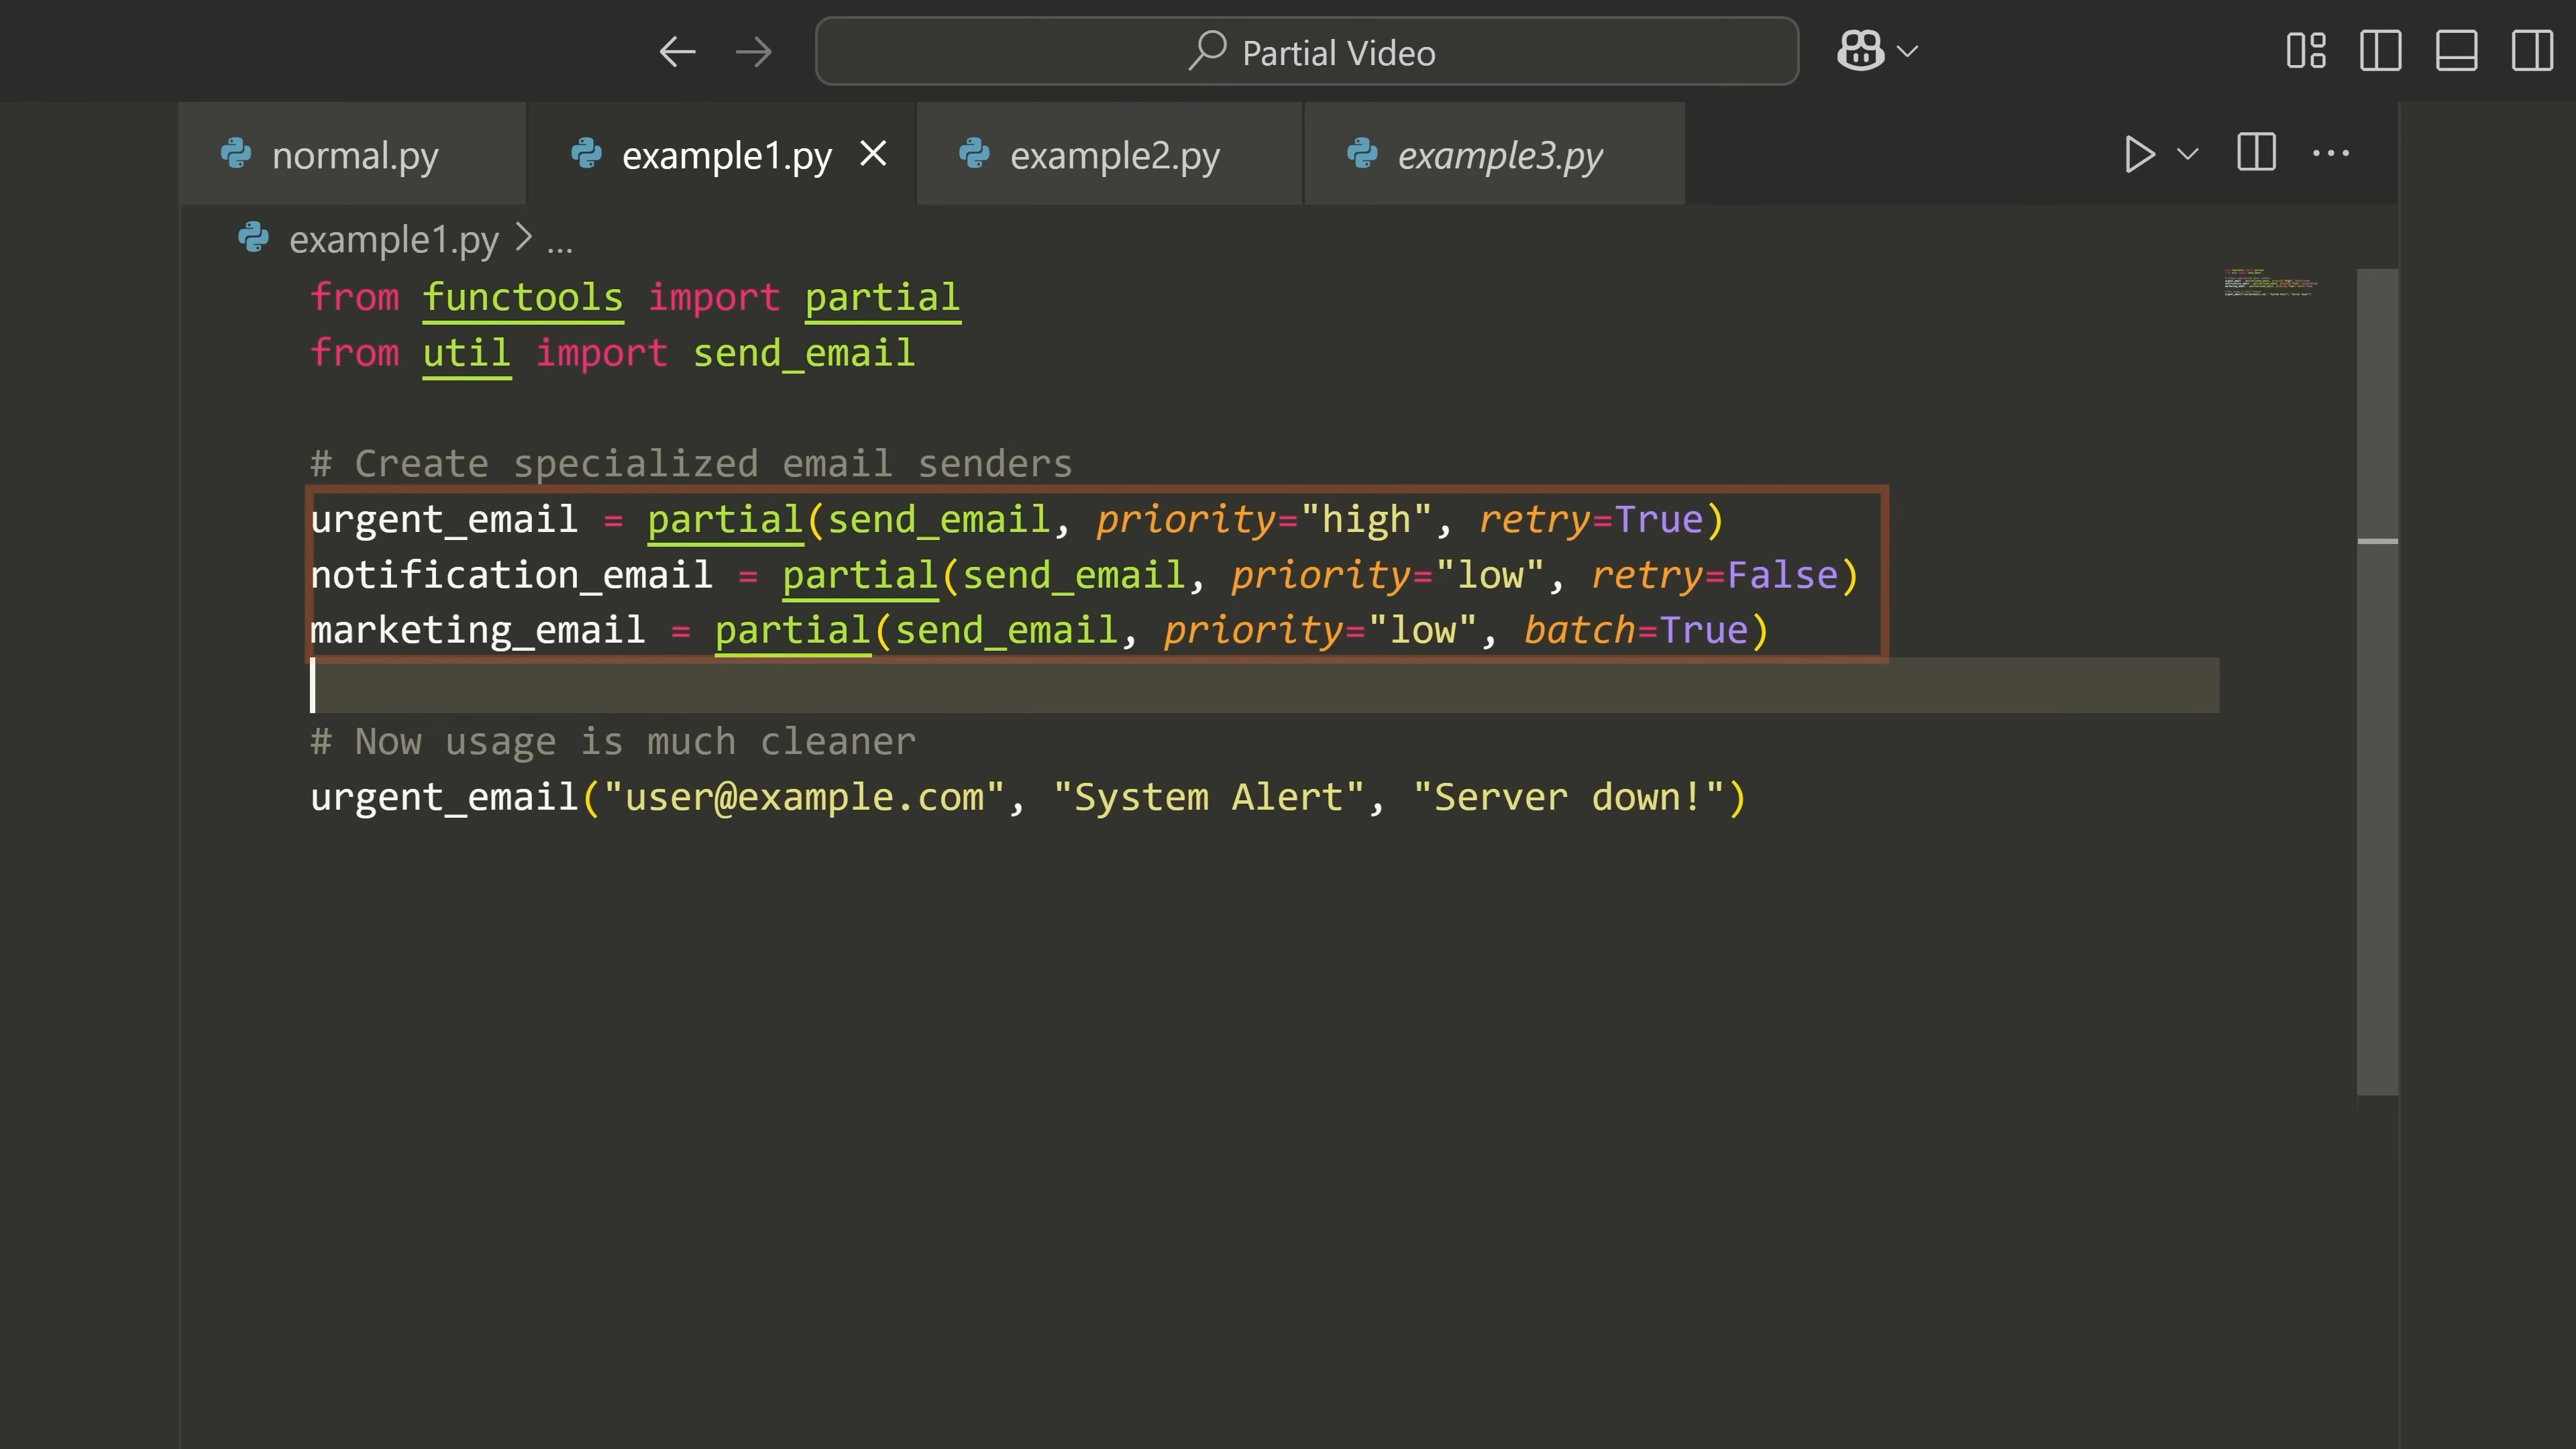 Partial Video
normal.py
example1.py
example2.py
example3.py
example1.py > ...
from functools import partial
from util import send_email
# Create specialized email senders
urgent_email = partial(send_email, priority="high", retry=True)
notification_email = partial(send_email, priority="low", retry=False)
marketing_email = partial(send_email, priority="low", batch=True)
# Now usage is much cleaner
urgent_email("user@example.com", "System Alert", "Server down!")